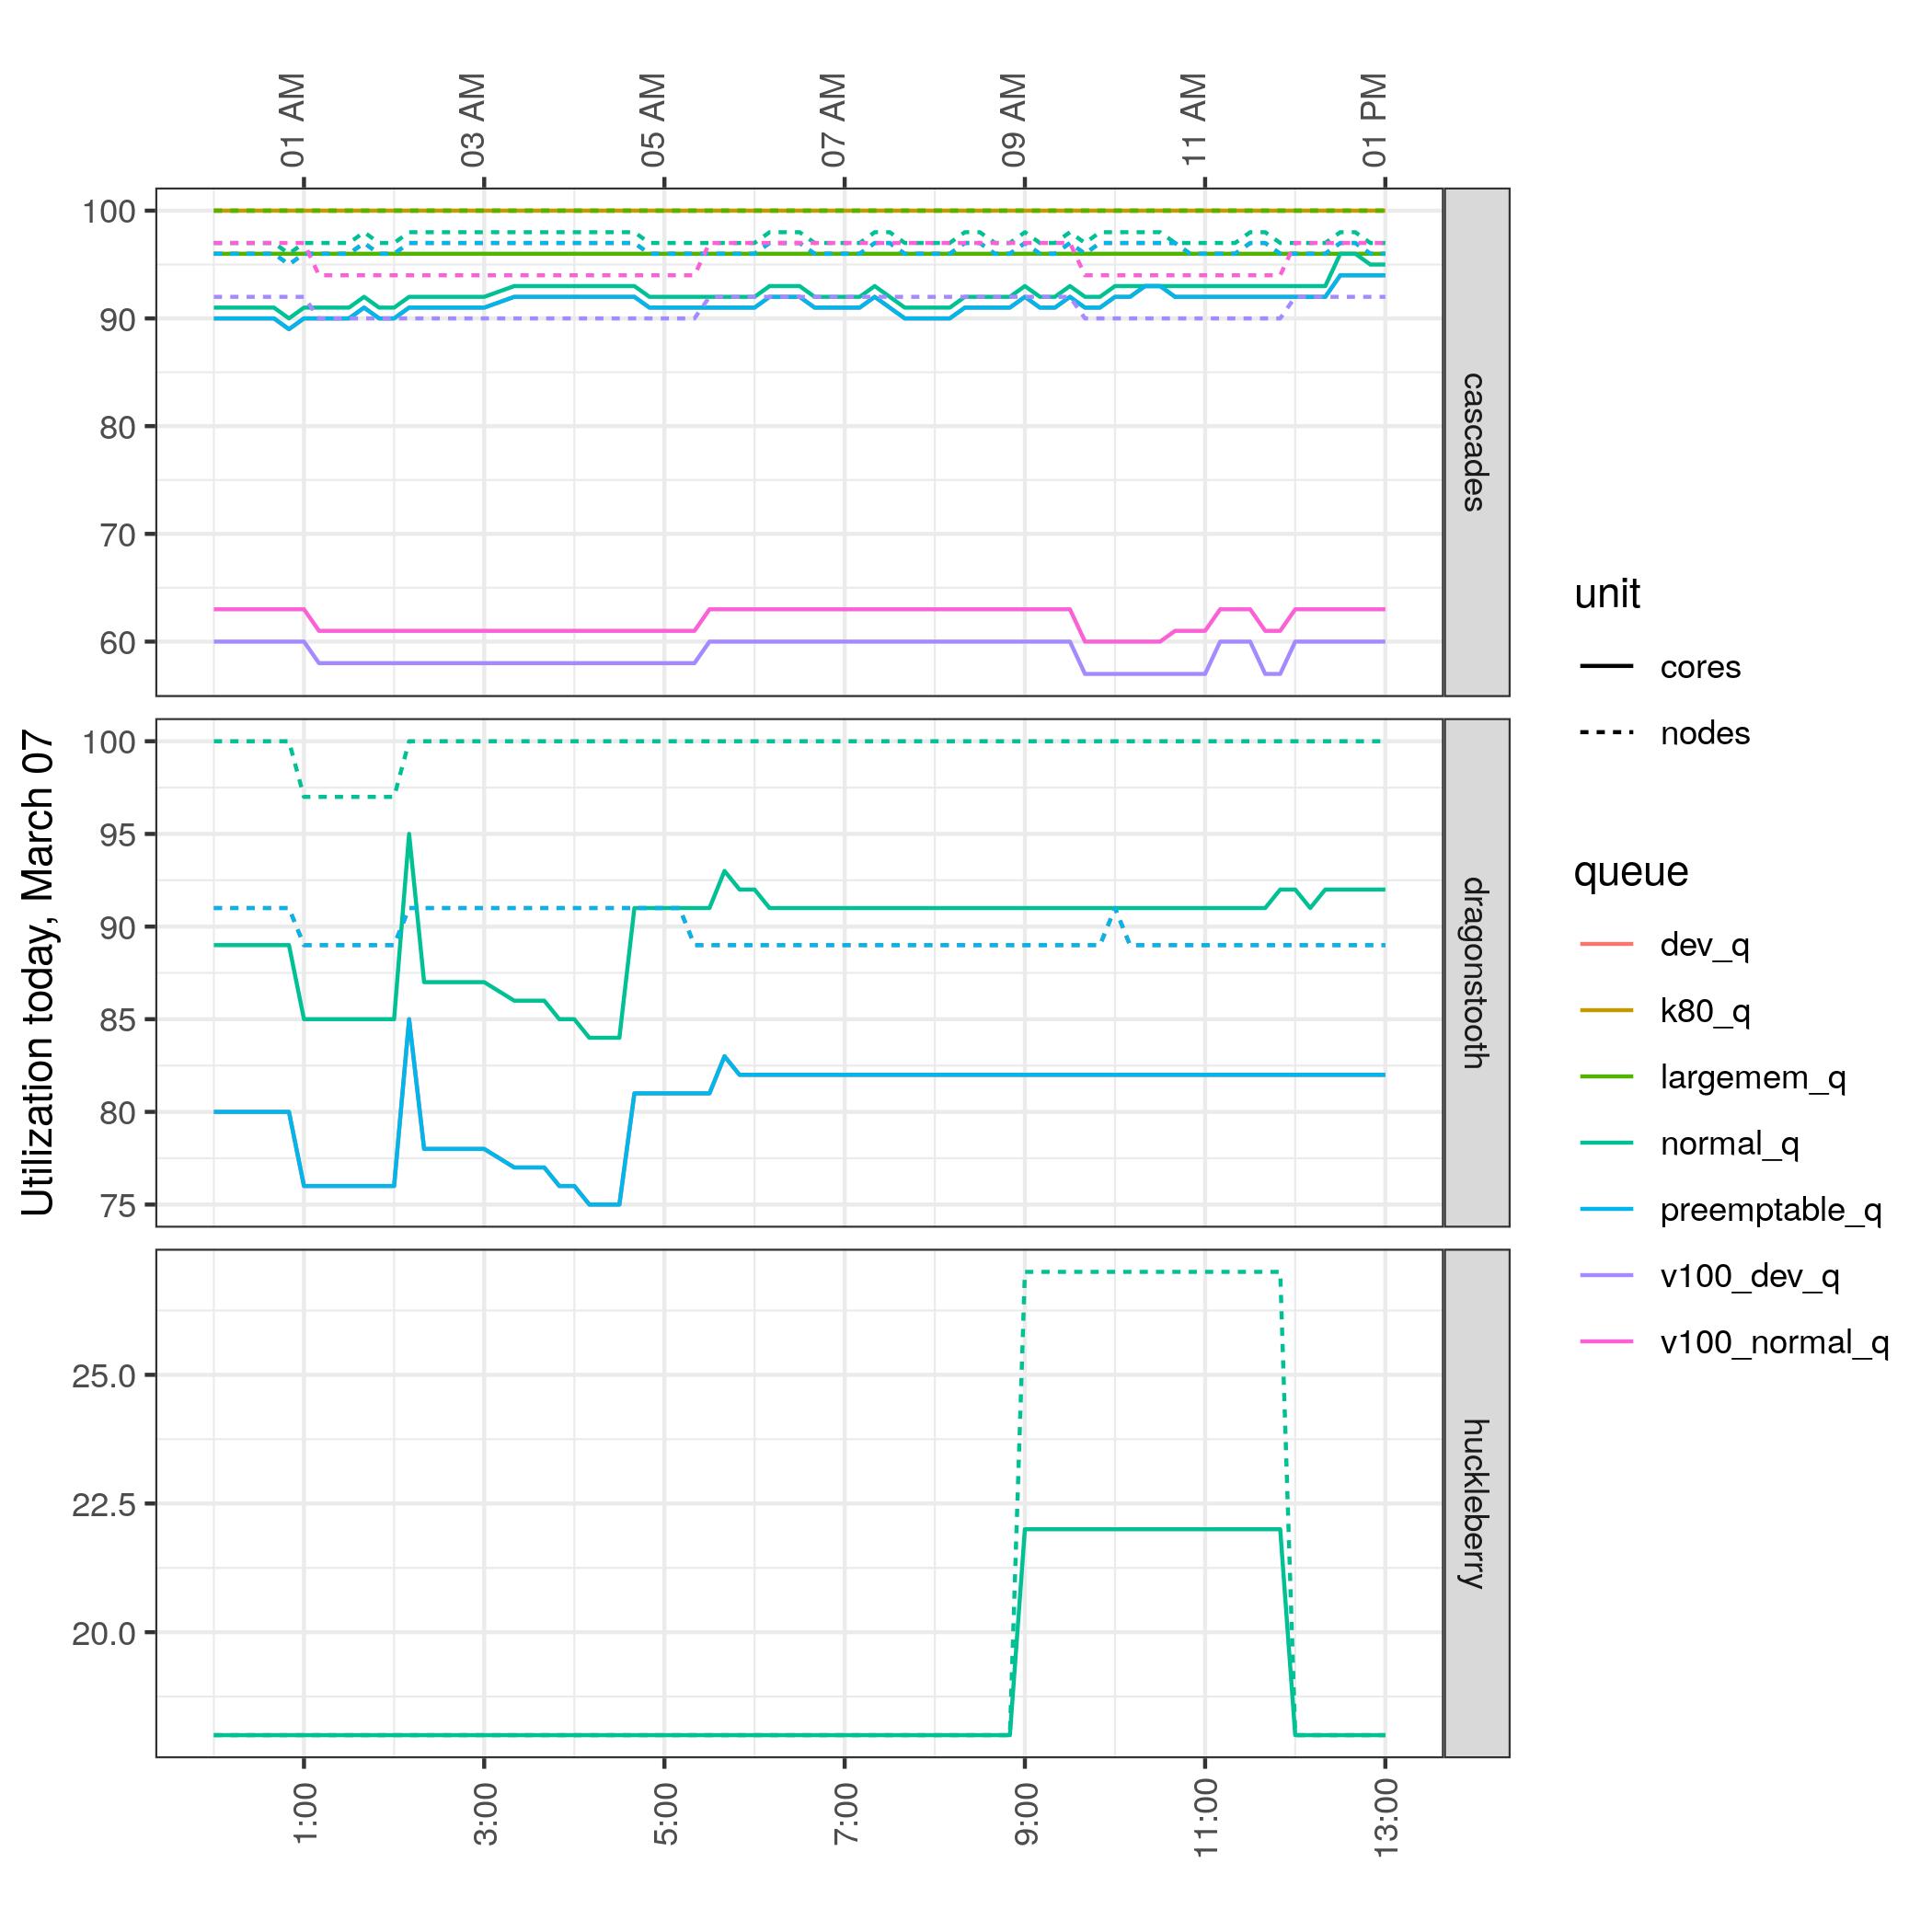 01 AM
03 AM
05 AM
07 AM
09 AM
11 AM
01 PM
100
90
80
70
60
cascades
100
95
90
85
80
75
dragonstooth
25.0
22.5
20.0
huckleberry
1:00
3:00
5:00
7:00
9:00
11:00
13:00
Utilization today, March 07
unit
cores
nodes
queue
dev_q
k80_q
largemem_q
normal_q
preemptable_q
v100_dev_q
v100_normal_q